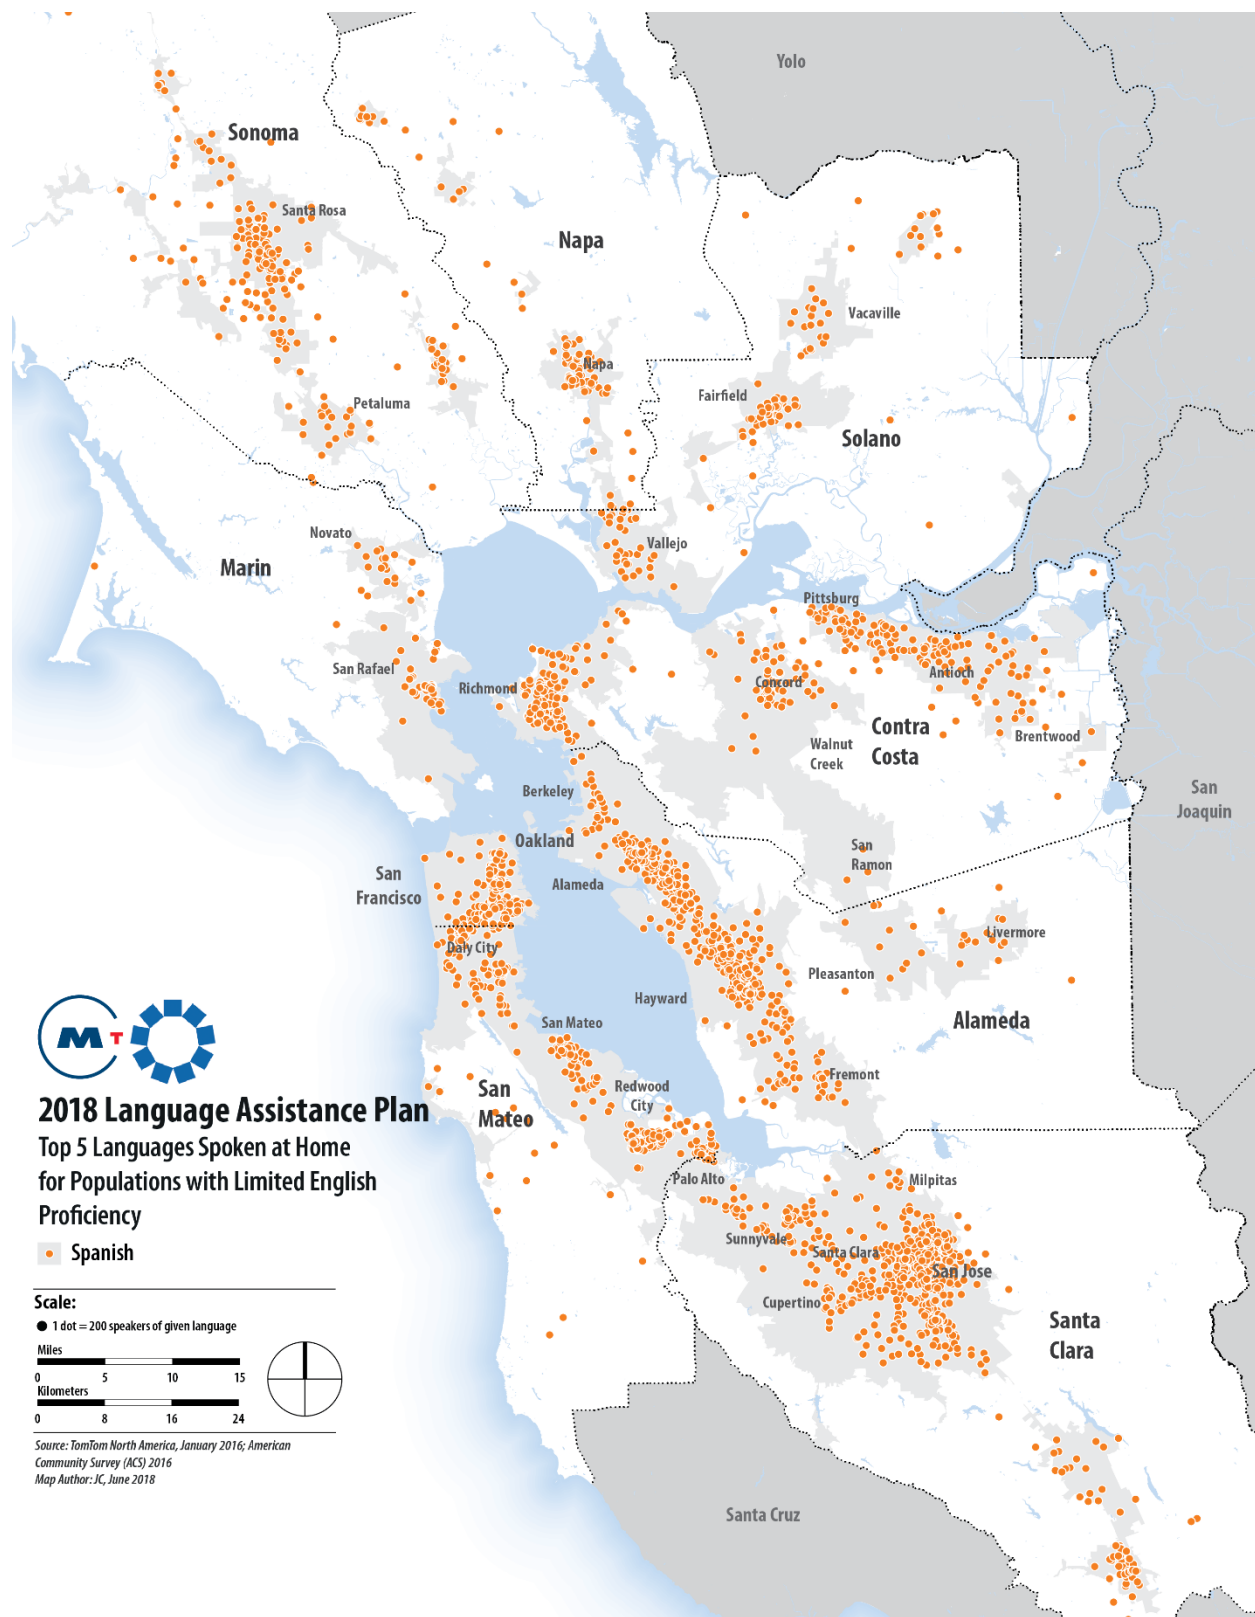 Yolo
Sonoma
Santa Rosa
Napa
Vacaville
Napa
Fairfield
Petaluma
Solano
Novato
Vallejo
Marin
Pittsburg
San Rafael
Antioch
Richmond
Concord
Contra
Costa
Brentwood
Walnut
Creek
Berkeley
San
Joaquin
Oakland
San
Ramon
San
Francisco
Alameda
Livermore
Daly City
Pleasanton
Hayward
Alameda
San Mateo
Fremont
Redwood
City
San
Mateo
Palo Alto
Milpitas
Sunnyvale
Santa Clara
San Jose
Cupertino
Santa
Clara
Santa Cruz
M T
2018 Language Assistance Plan
Top 5 Languages Spoken at Home
for Populations with Limited English
Proficiency
Spanish
Scale:
1 dot = 200 speakers of given language
Miles
0 5 10 15
Kilometers
0 8 16 24
Source: TomTom North America, January 2016; American
Community Survey (ACS) 2016
Map Author: JC, June 2018